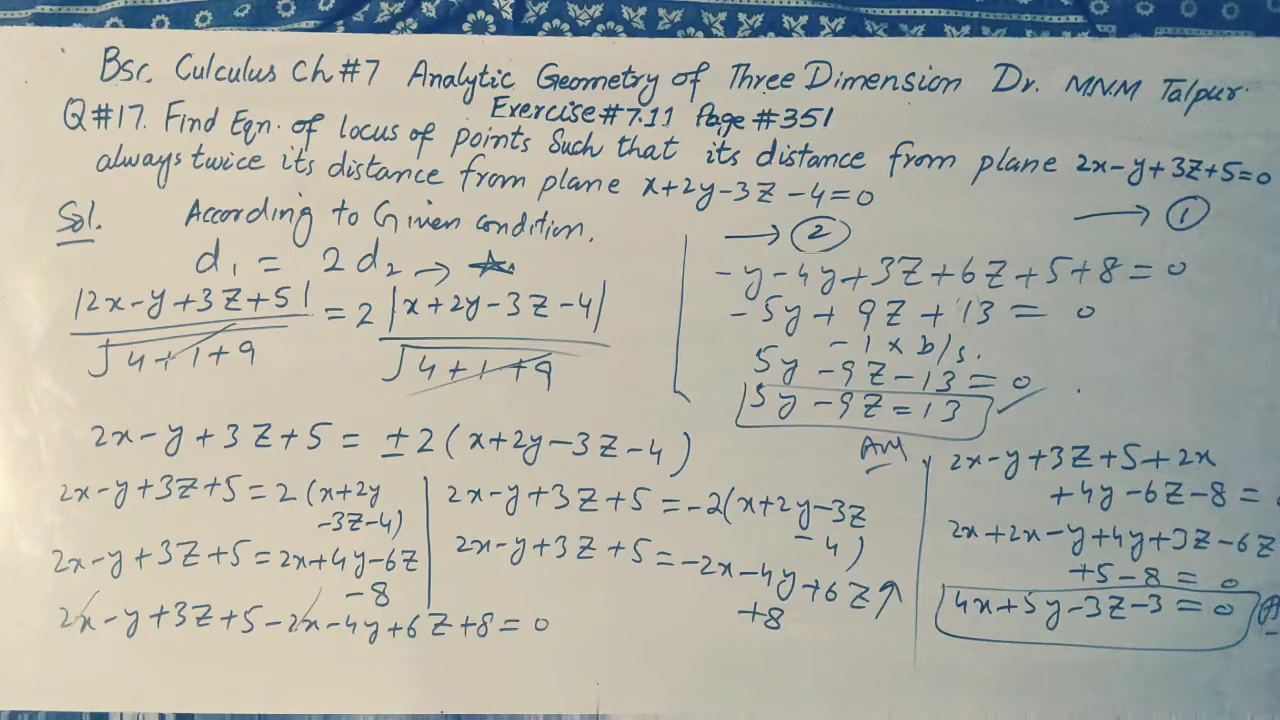 Bsc. Culculus Ch#7 Analytic Geometry of Three Dimension Dr. M.N.M Talpur.
Exercise#7.11 Page #351
Q#17. Find Eqn. of locus of points Such that its distance from plane 2x-y+3z+5=0
always twice its distance from plane x+2y-3z-4=0
→ ①
Sol. According to Given condition.
d₁ = 2d₂ →
|2x-y+3z+5| / √4+1+9 = 2 |x+2y-3z-4| / √4+1+9
2x-y+3z+5 = ±2(x+2y-3z-4)
2x-y+3z+5=2(x+2y
-3z-4)
2x-y+3z+5=2x+4y-6z
-8
2x-y+3z+5-2x-4y+6z+8=0
2x-y+3z+5=-2(x+2y-3z
-4)
2x-y+3z+5=-2x-4y+6z↑
+8
→ ②
-y-4y+3z+6z+5+8=0
-5y+9z+13=0
-1 x b/s.
5y-9z-13=0
5y-9z=13
2x-y+3z+5+2x
+4y-6z-8=
2x+2x-y+4y+3z-6z
+5-8=0
4x+5y-3z-3=0